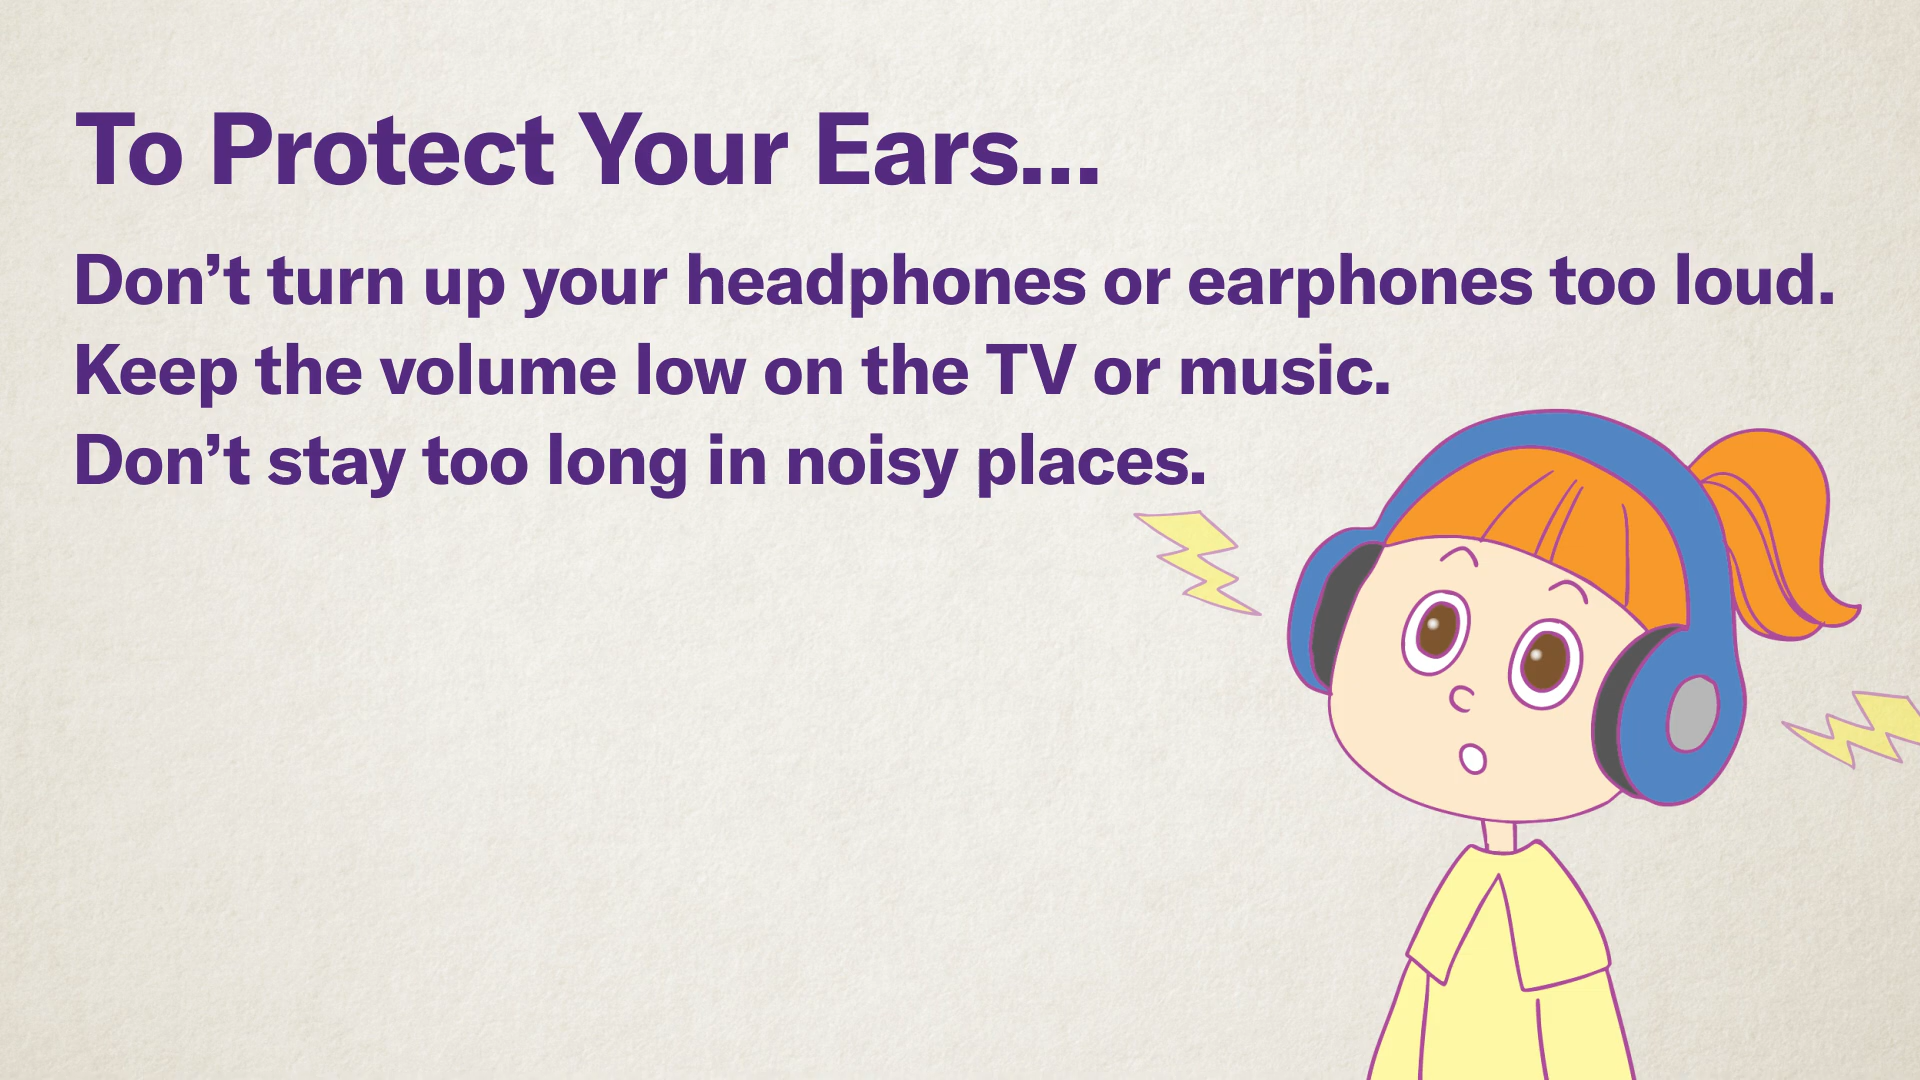 To Protect Your Ears...
Don’t turn up your headphones or earphones too loud.
Keep the volume low on the TV or music.
Don’t stay too long in noisy places.